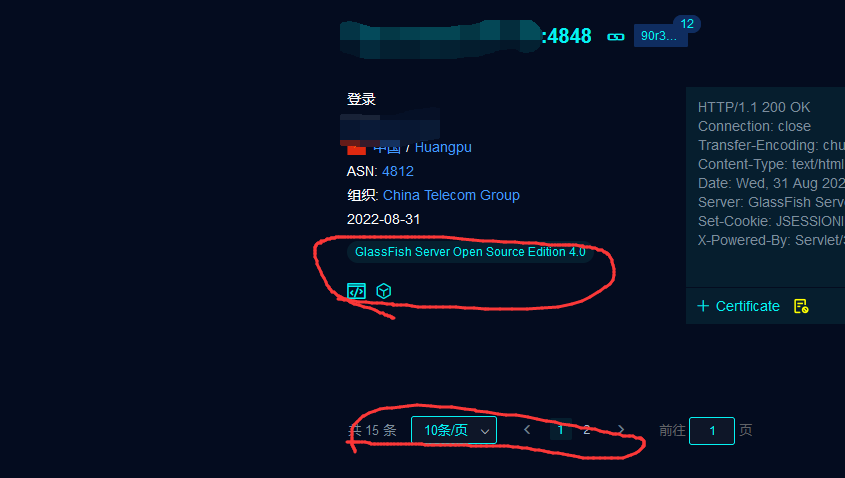 :4848
90r3...
12
登录
中国 / Huangpu
ASN: 4812
组织: China Telecom Group
2022-08-31
GlassFish Server Open Source Edition 4.0
HTTP/1.1 200 OK
Connection: close
Transfer-Encoding: chu
Content-Type: text/html
Date: Wed, 31 Aug 202
Server: GlassFish Serv
Set-Cookie: JSESSIONI
X-Powered-By: Servlet/
+ Certificate
共 15 条 10条/页 < 1 2 > 前往 1 页